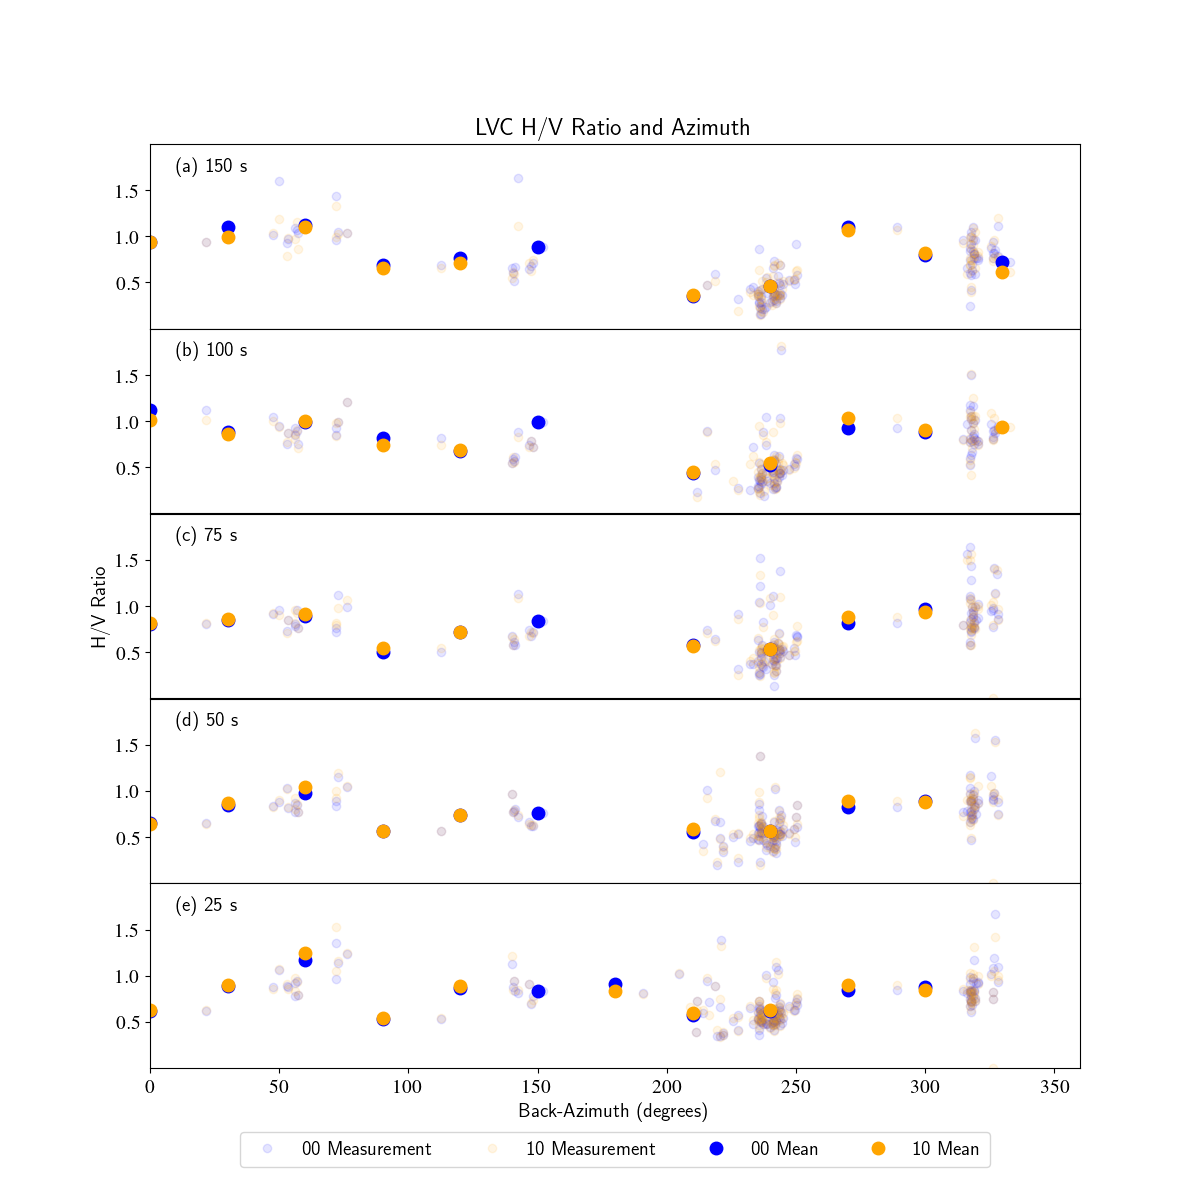 LVC H/V Ratio and Azimuth
(a) 150 s
1.5
1.0
0.5
(b) 100 s
1.5
1.0
0.5
(c) 75 s
1.5
1.0
0.5
H/V Ratio
(d) 50 s
1.5
1.0
0.5
(e) 25 s
1.5
1.0
0.5
0 50 100 150 200 250 300 350
Back-Azimuth (degrees)
00 Measurement 10 Measurement 00 Mean 10 Mean